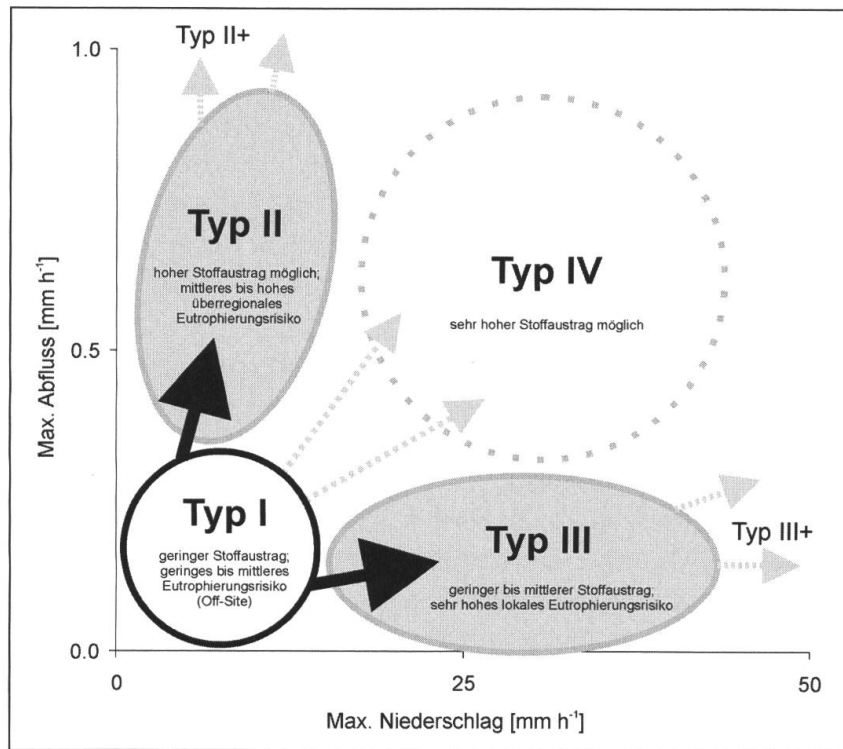 Typ II+
1.0
Typ II
hoher Stoffaustrag möglich;
mittleres bis hohes
überregionales
Eutrophierungsrisiko
Typ IV
sehr hoher Stoffaustrag möglich
Max. Abfluss [mm h⁻¹]
0.5
Typ I
geringer Stoffaustrag;
geringes bis mittleres
Eutrophierungsrisiko
(Off-Site)
Typ III
geringer bis mittlerer Stoffaustrag;
sehr hohes lokales Eutrophierungsrisiko
Typ III+
0.0
0
25
50
Max. Niederschlag [mm h⁻¹]